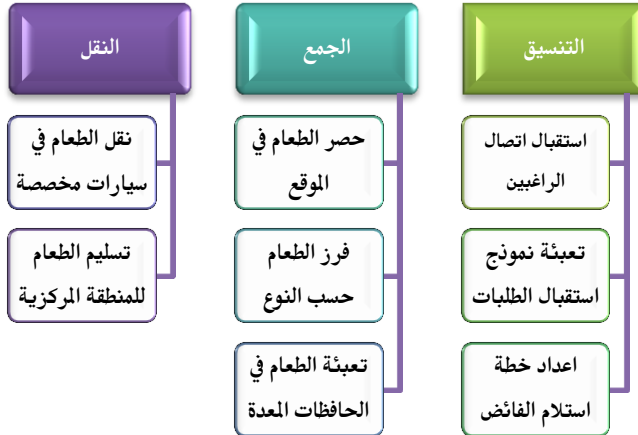 التنسيق
استقبال اتصال
الراغبين
تعبئة نموذج
استقبال الطلبات
اعداد خطة
استلام الفائض
الجمع
حصر الطعام في
الموقع
فرز الطعام
حسب النوع
تعبئة الطعام في
الحافظات المعدة
النقل
نقل الطعام في
سيارات مخصصة
تسليم الطعام
للمنطقة المركزية